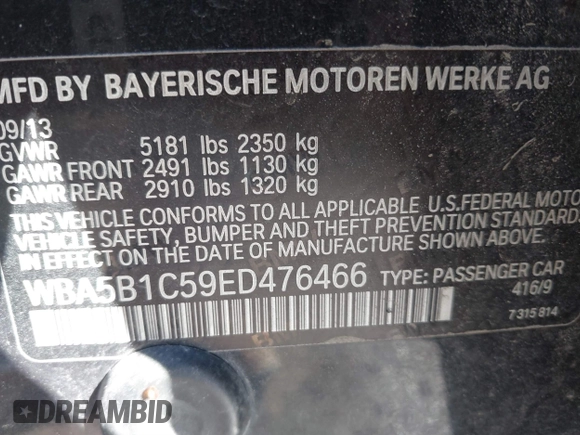 MFD BY BAYERISCHE MOTOREN WERKE AG
09/13
GVWR 5181 lbs 2350 kg
GAWR FRONT 2491 lbs 1130 kg
GAWR REAR 2910 lbs 1320 kg
THIS VEHICLE CONFORMS TO ALL APPLICABLE U.S.FEDERAL MOTO
VEHICLE SAFETY, BUMPER AND THEFT PREVENTION STANDARDS
IN EFFECT ON THE DATE OF MANUFACTURE SHOWN ABOVE.
WBA5B1C59ED476466 TYPE: PASSENGER CAR
416/9
7315814
DREAMBID